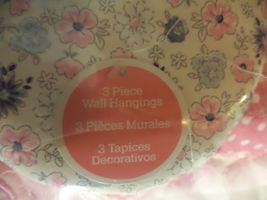 3 Piece
Wall Hangings
3 Pièces Murales
3 Tapices
Decorativos